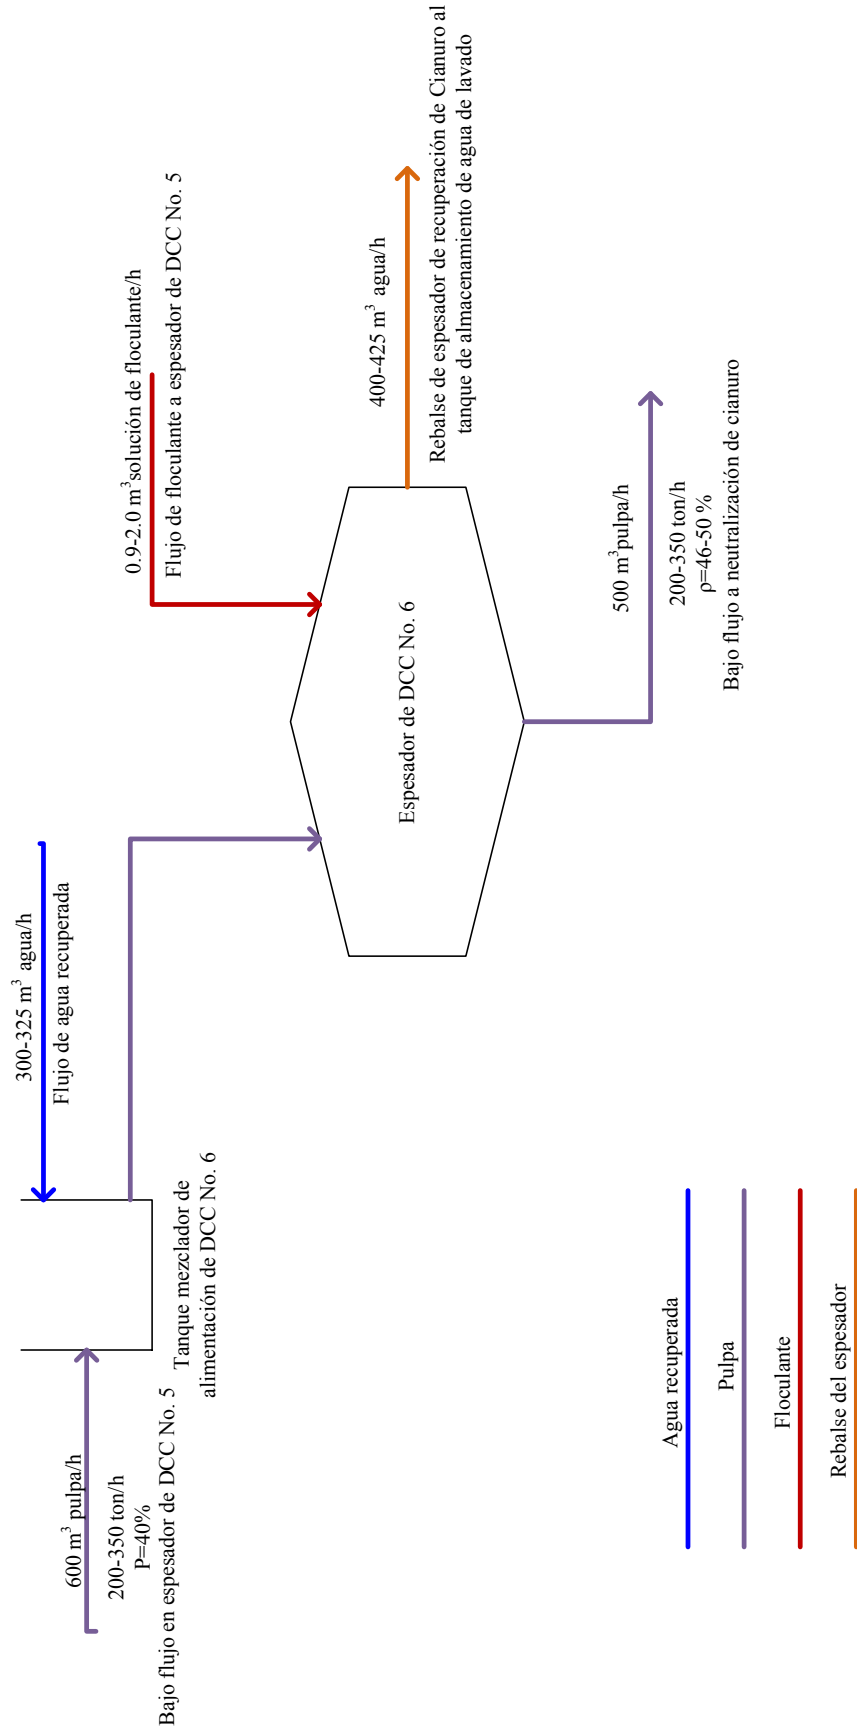 600 m³ pulpa/h
200-350 ton/h
P=40%
Bajo flujo en espesador de DCC No. 5
Tanque mezclador de
alimentación de DCC No. 6
300-325 m³ agua/h
Flujo de agua recuperada
0.9-2.0 m³solución de floculante/h
Flujo de floculante a espesador de DCC No. 5
Espesador de DCC No. 6
400-425 m³ agua/h
Rebalse de espesador de recuperación de Cianuro al
tanque de almacenamiento de agua de lavado
500 m³pulpa/h
200-350 ton/h
ρ=46-50 %
Bajo flujo a neutralización de cianuro
Agua recuperada
Pulpa
Floculante
Rebalse del espesador